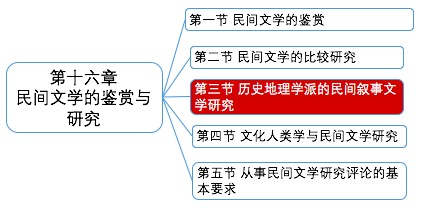 第十六章
民间文学的鉴赏与
研究
第一节 民间文学的鉴赏
第二节 民间文学的比较研究
第三节 历史地理学派的民间叙事文
学研究
第四节 文化人类学与民间文学研究
第五节 从事民间文学研究评论的基
本要求